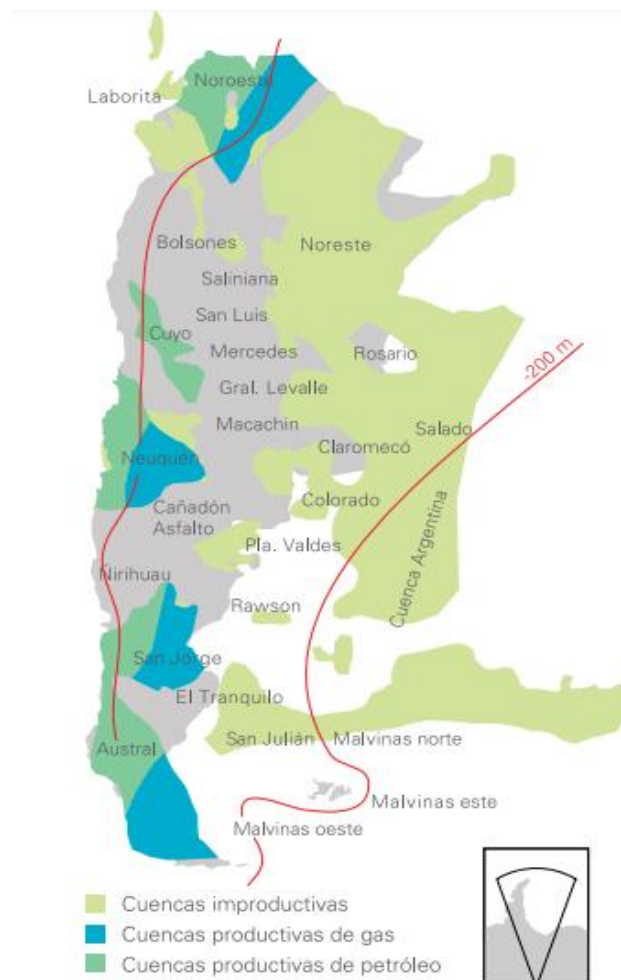 Noroeste
Laborita
Bolsones
Noreste
Saliniana
San Luis
Cuyo
Mercedes
Rosario
-200 m
Gral. Levalle
Macachin
Salado
Claromecó
Neuquén
Colorado
Cañadón
Asfalto
Cuenca Argentina
Pla. Valdes
Ñirihuau
Rawson
San Jorge
El Tranquilo
San Julián
Malvinas norte
Austral
Malvinas este
Malvinas oeste
Cuencas improductivas
Cuencas productivas de gas
Cuencas productivas de petróleo